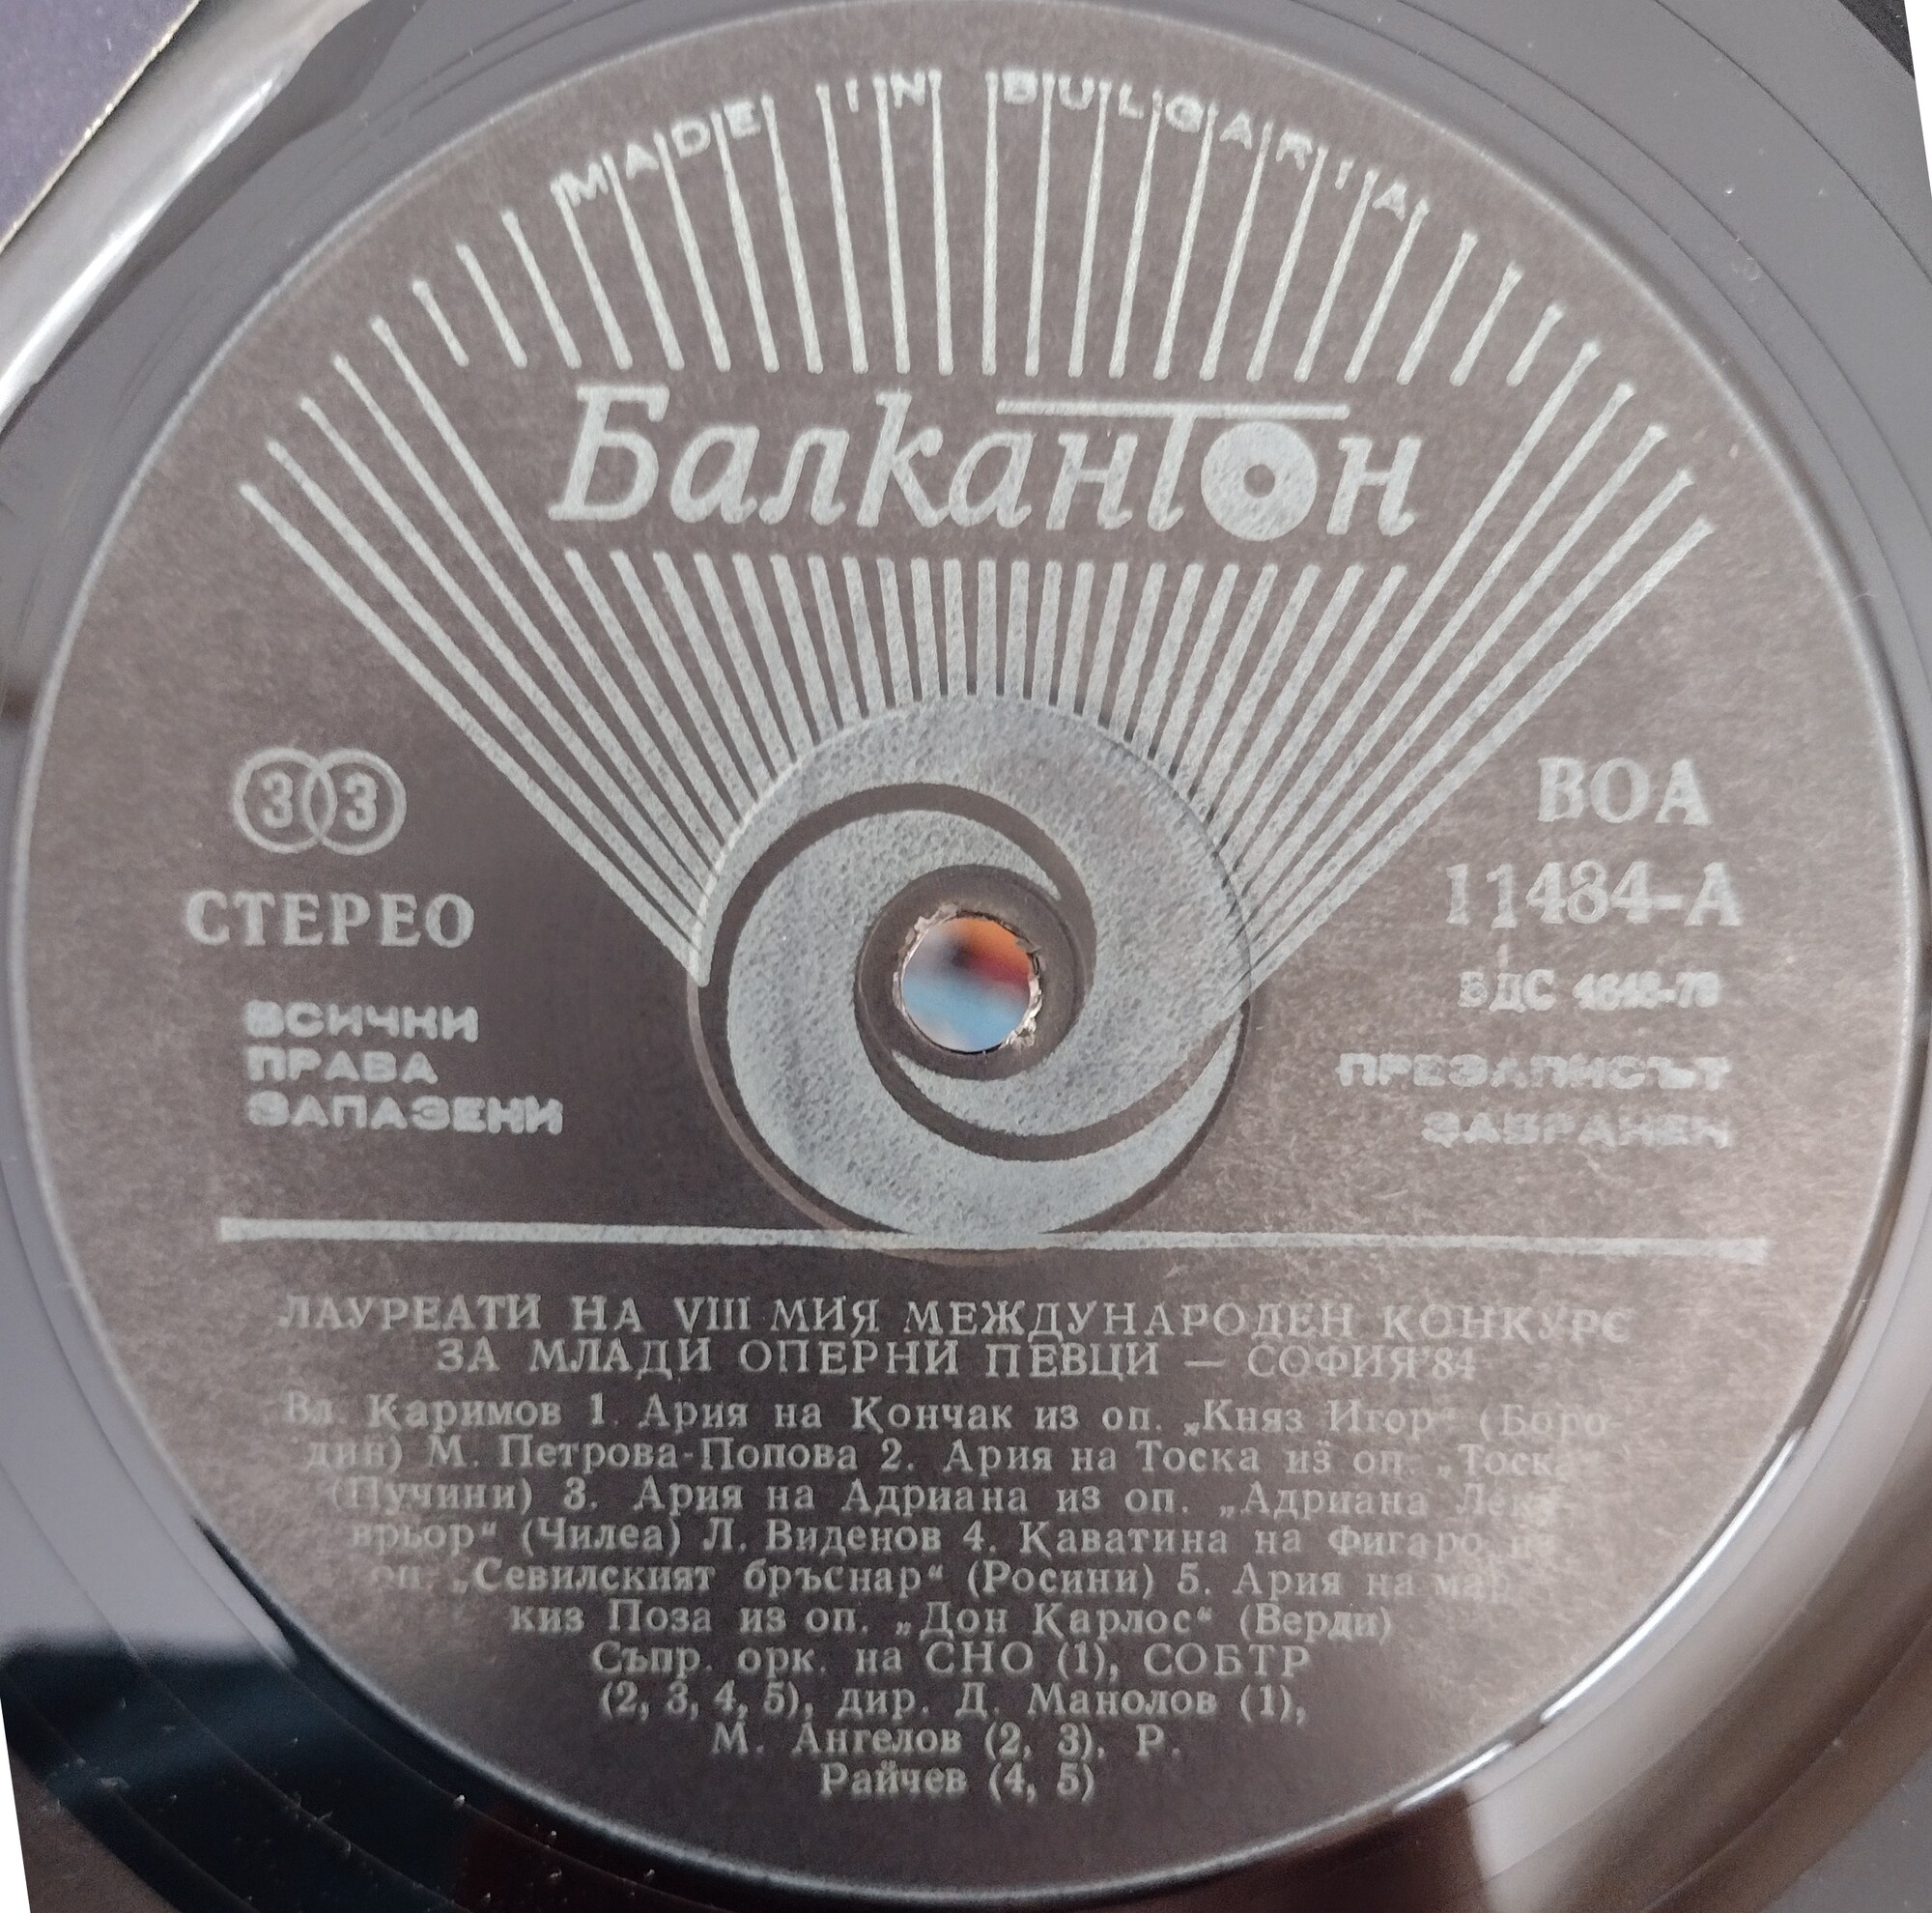 MADE IN BULGARIA
Балкантон
33
СТЕРЕО
ВСИЧКИ
ПРАВА
ЗАПАЗЕНИ
ВОА
11484-А
БДС
ПРЕЗАПИСЪТ
ЗАБРАНЕН
ЛАУРЕАТИ НА VIII МИЯ МЕЖДУНАРОДЕН КОНКУРС
ЗА МЛАДИ ОПЕРНИ ПЕВЦИ — СОФИЯ'84
Вл. Каримов 1. Ария на Кончак из оп. „Княз Игор“ (Боро-
дин) М. Петрова-Попова 2. Ария на Тоска из оп. „Тоска
(Пучини) 3. Ария на Адриана из оп. „Адриана
врьор“ (Чилеа) Л. Виденов 4. Каватина на Фигаро
оп. „Севилският бръснар“ (Росини) 5. Ария на мар
киз Поза из оп. „Дон Карлос“ (Верди)
Съпр. орк. на СНО (1), СОБТР
(2, 3, 4, 5), дир. Д. Манолов (1),
М. Ангелов (2, 3). Р.
Райчев (4, 5)